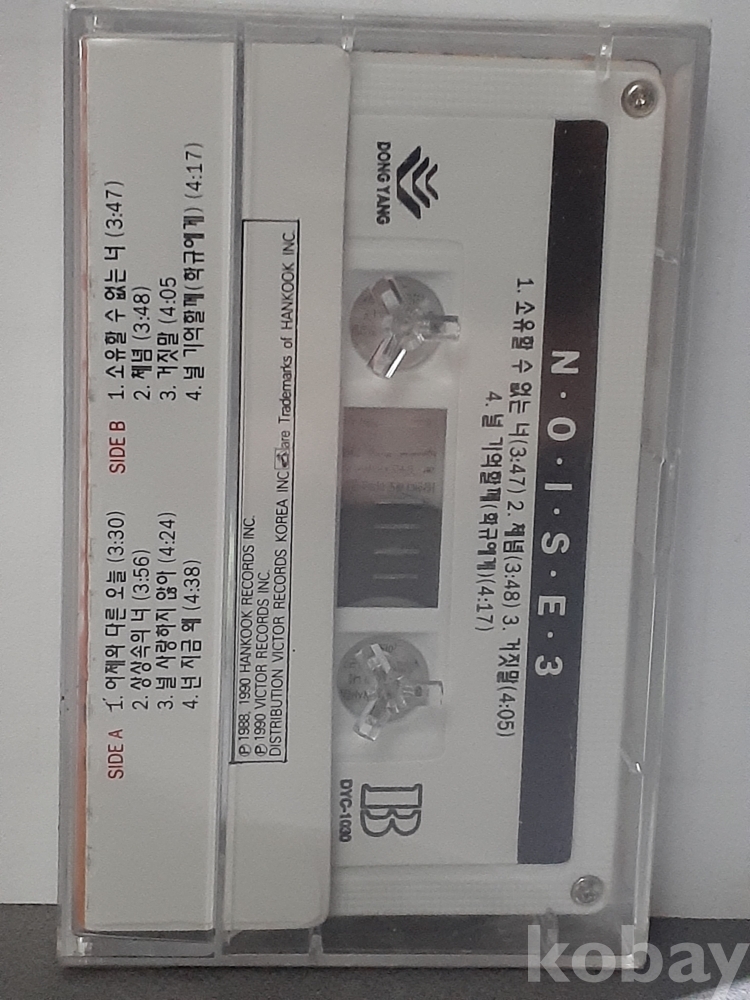 SIDE A
1. 어제와 다른 오늘 (3:30)
2. 상상속의 너 (3:56)
3. 널 사랑하지 않아 (4:24)
4. 넌 지금 왜 (4:38)
SIDE B
1. 소유할 수 없는 너 (3:47)
2. 체념 (3:48)
3. 거짓말 (4:05
4. 널 기억할께(학규에게) (4:17)
℗ 1988, 1990 HANKOOK RECORDS INC.
℗ 1990 VICTOR RECORDS INC.
DISTRIBUTION VICTOR RECORDS KOREA INC are Trademarks of HANKOOK INC.
DONG YANG
N·O·I·S·E·3
1. 소유할 수 없는 너(3:47) 2. 체념(3:48) 3. 거짓말(4:05)
4. 널 기억할께(학규에게)(4:17)
B
DYC-1030
kobay